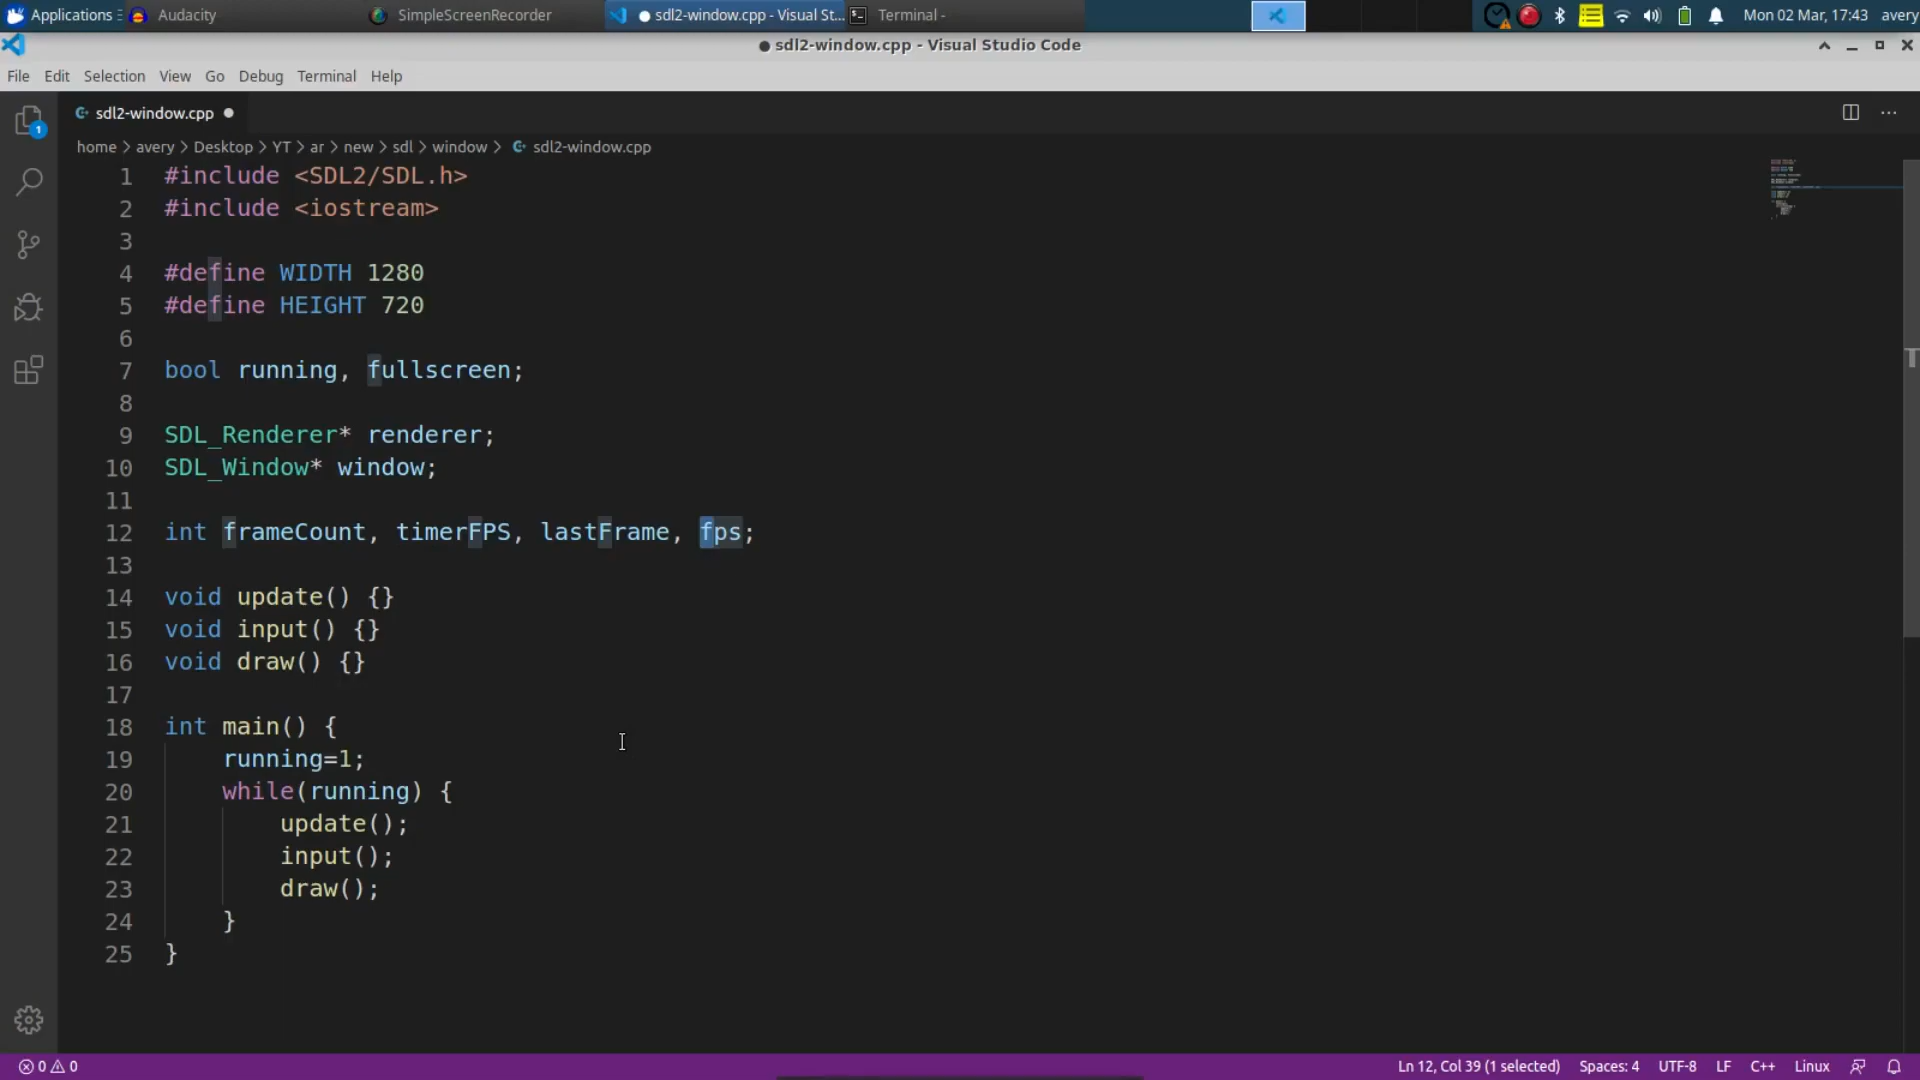 Applications Audacity SimpleScreenRecorder sdl2-window.cpp - Visual St... Terminal - Mon 02 Mar, 17:43 avery
sdl2-window.cpp - Visual Studio Code
File Edit Selection View Go Debug Terminal Help
1 sdl2-window.cpp
home > avery > Desktop > YT > ar > new > sdl > window > sdl2-window.cpp
1 #include <SDL2/SDL.h>
2 #include <iostream>
3
4 #define WIDTH 1280
5 #define HEIGHT 720
6
7 bool running, fullscreen;
8
9 SDL_Renderer* renderer;
10 SDL_Window* window;
11
12 int frameCount, timerFPS, lastFrame, fps;
13
14 void update() {}
15 void input() {}
16 void draw() {}
17
18 int main() {
19     running=1;
20     while(running) {
21         update();
22         input();
23         draw();
24     }
25 }
0 0 Ln 12, Col 39 (1 selected) Spaces: 4 UTF-8 LF C++ Linux